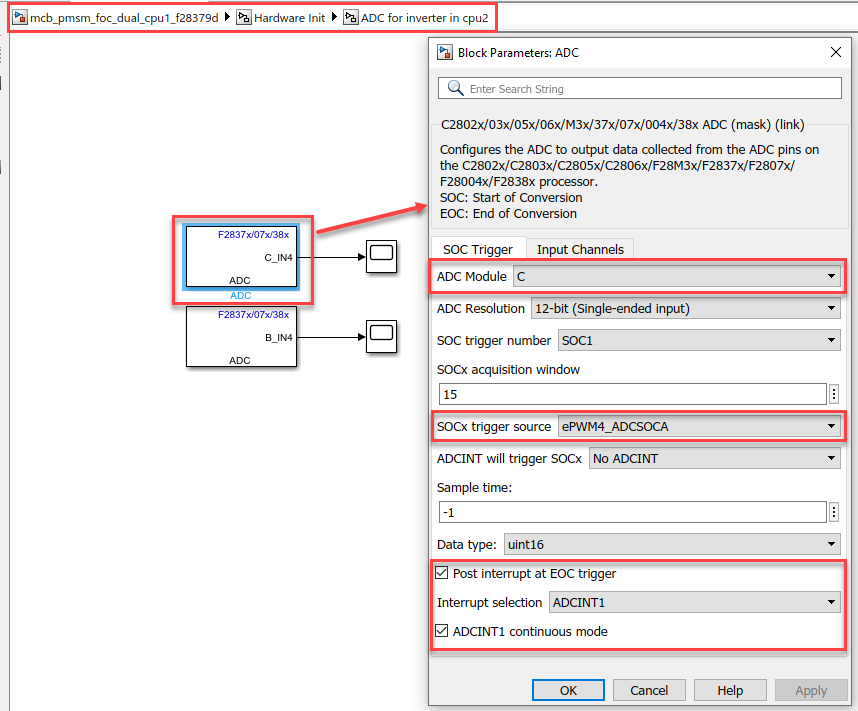 mcb_pmsm_foc_dual_cpu1_f28379d Hardware Init ADC for inverter in cpu2
Block Parameters: ADC
Enter Search String
C2802x/03x/05x/06x/M3x/37x/07x/004x/38x ADC (mask) (link)
Configures the ADC to output data collected from the ADC pins on
the C2802x/C2803x/C2805x/C2806x/F28M3x/F2837x/F2807x/
F28004x/F2838x processor.
SOC: Start of Conversion
EOC: End of Conversion
F2837x/07x/38x
C_IN4
ADC
ADC
F2837x/07x/38x
B_IN4
ADC
SOC Trigger Input Channels
ADC Module C
ADC Resolution 12-bit (Single-ended input)
SOC trigger number SOC1
SOCx acquisition window
15
SOCx trigger source ePWM4_ADCSOCA
ADCINT will trigger SOCx No ADCINT
Sample time:
-1
Data type: uint16
Post interrupt at EOC trigger
Interrupt selection ADCINT1
ADCINT1 continuous mode
OK Cancel Help Apply